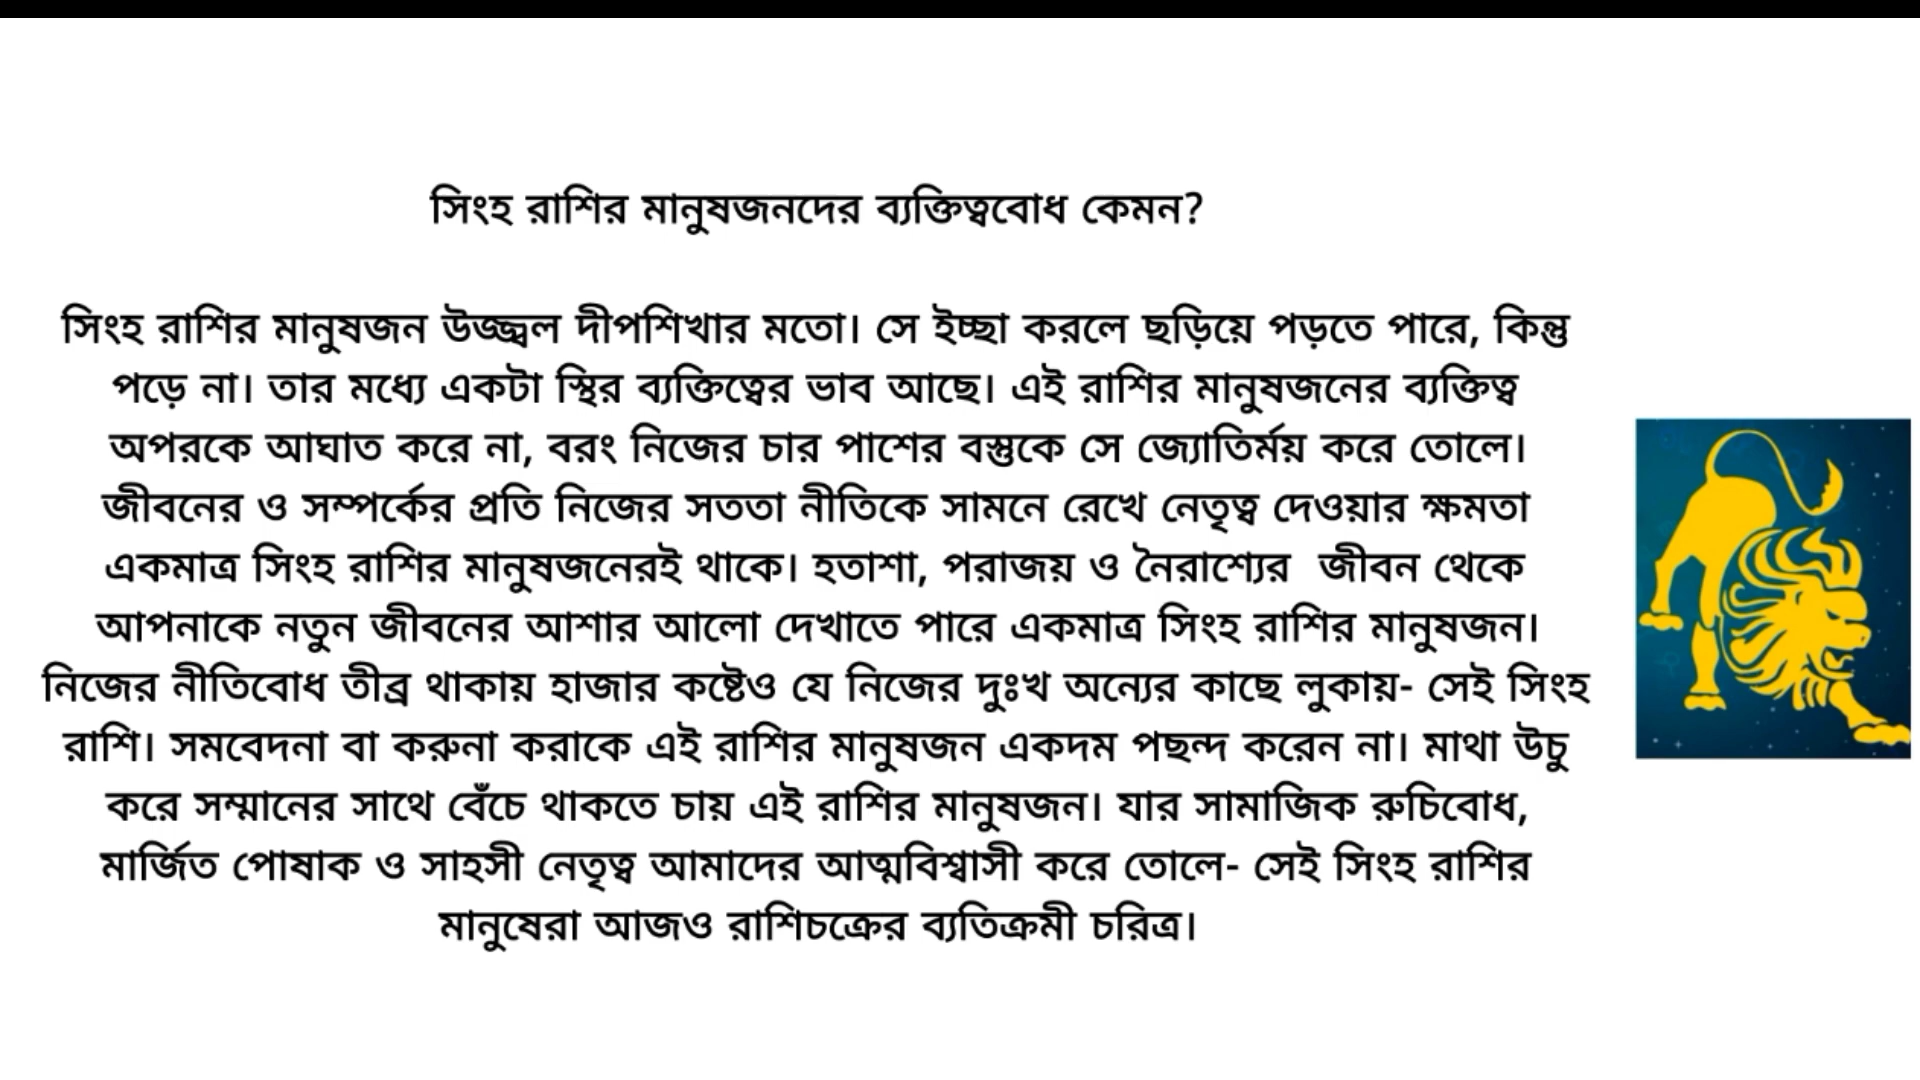 সিংহ রাশির মানুষজনদের ব্যক্তিত্ববোধ কেমন?
সিংহ রাশির মানুষজন উজ্জ্বল দীপশিখার মতো। সে ইচ্ছা করলে ছড়িয়ে পড়তে পারে, কিন্তু
পড়ে না। তার মধ্যে একটা স্থির ব্যক্তিত্বের ভাব আছে। এই রাশির মানুষজনের ব্যক্তিত্ব
অপরকে আঘাত করে না, বরং নিজের চার পাশের বস্তুকে সে জ্যোতির্ময় করে তোলে।
জীবনের ও সম্পর্কের প্রতি নিজের সততা নীতিকে সামনে রেখে নেতৃত্ব দেওয়ার ক্ষমতা
একমাত্র সিংহ রাশির মানুষজনেরই থাকে। হতাশা, পরাজয় ও নৈরাশ্যের জীবন থেকে
আপনাকে নতুন জীবনের আশার আলো দেখাতে পারে একমাত্র সিংহ রাশির মানুষজন।
নিজের নীতিবোধ তীব্র থাকায় হাজার কষ্টেও যে নিজের দুঃখ অন্যের কাছে লুকায়- সেই সিংহ
রাশি। সমবেদনা বা করুনা করাকে এই রাশির মানুষজন একদম পছন্দ করেন না। মাথা উচু
করে সম্মানের সাথে বেঁচে থাকতে চায় এই রাশির মানুষজন। যার সামাজিক রুচিবোধ,
মার্জিত পোষাক ও সাহসী নেতৃত্ব আমাদের আত্মবিশ্বাসী করে তোলে- সেই সিংহ রাশির
মানুষেরা আজও রাশিচক্রের ব্যতিক্রমী চরিত্র।